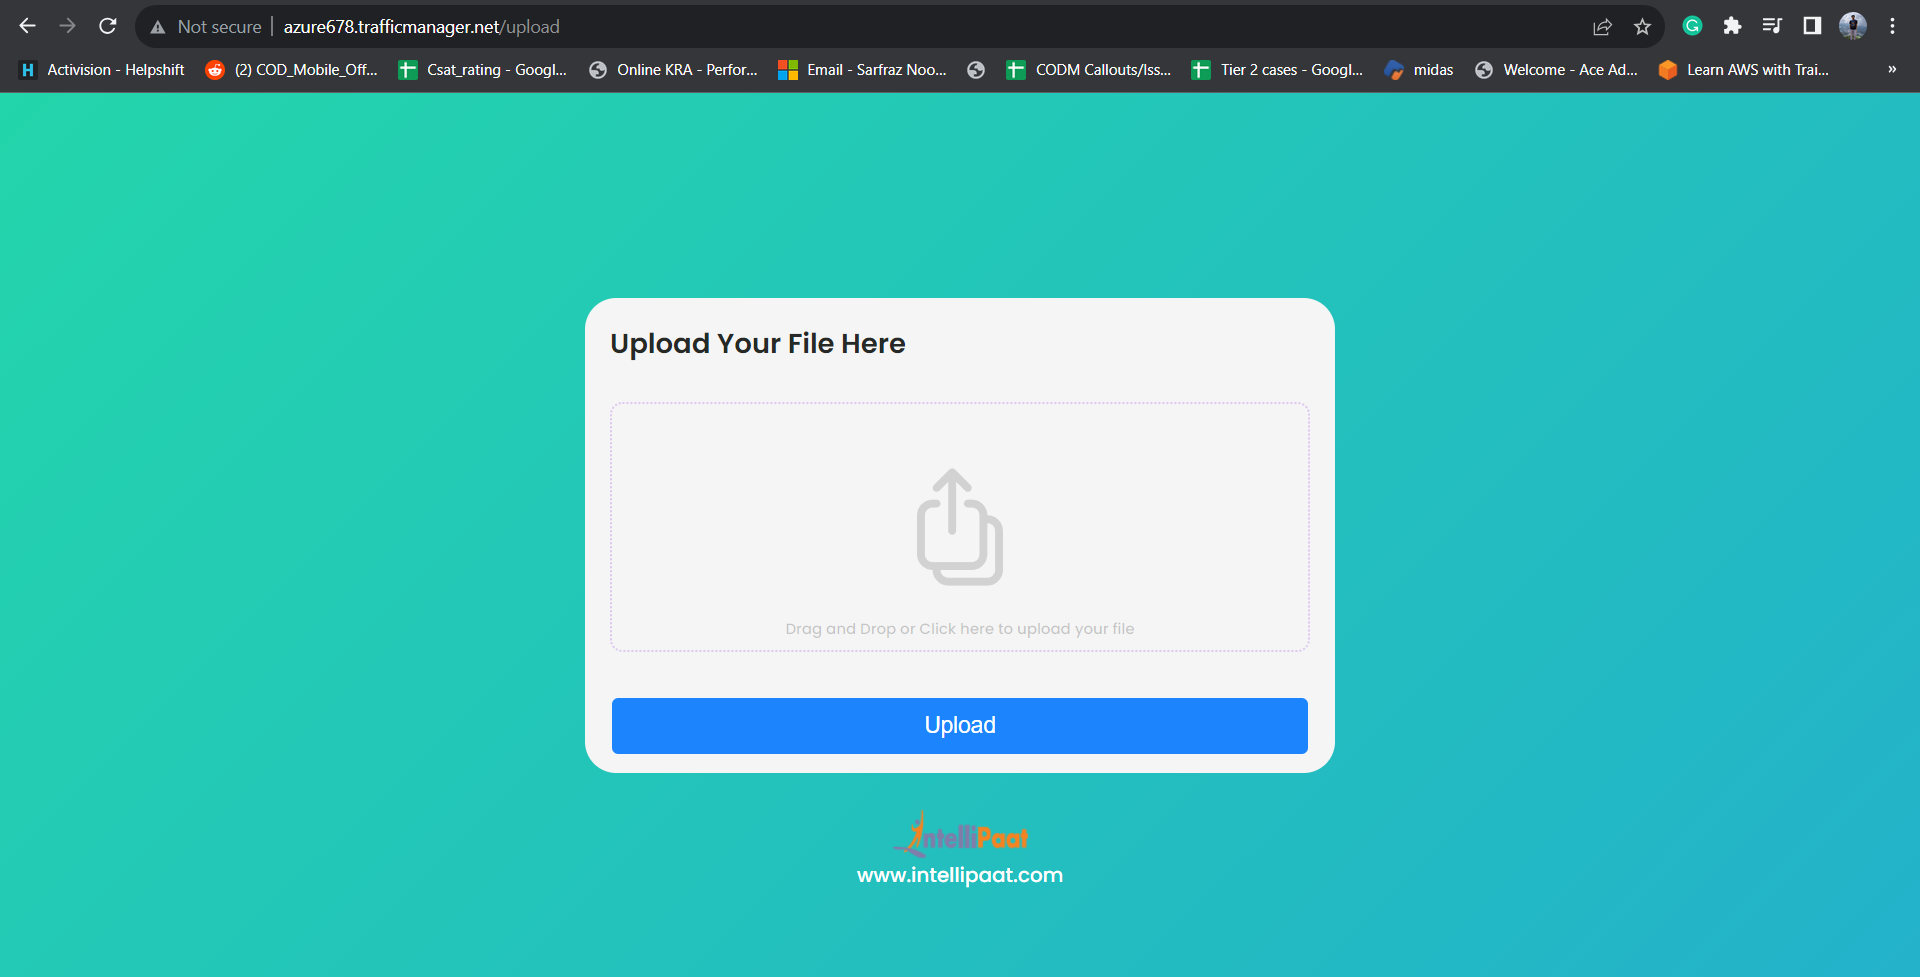 Not secure | azure678.trafficmanager.net/upload
Activision - Helpshift (2) COD_Mobile_Off... Csat_rating - Googl... Online KRA - Perfor... Email - Sarfraz Noo... CODM Callouts/Iss... Tier 2 cases - Googl... midas Welcome - Ace Ad... Learn AWS with Trai... »
Upload Your File Here
Drag and Drop or Click here to upload your file
Upload
IntelliPaat
www.intellipaat.com